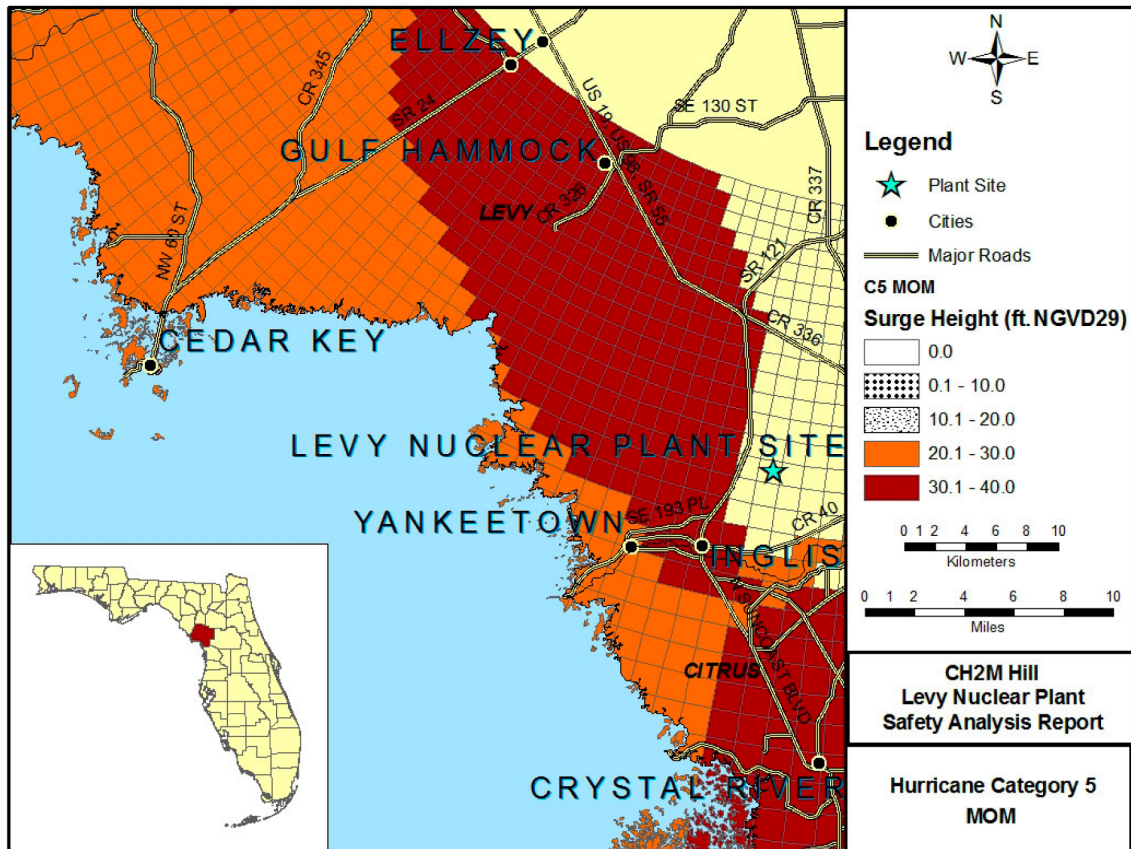 ELLZEY
CR 345
SR 24
US 19, US 98, SR 55
SE 130 ST
GULF HAMMOCK
CR 337
LEVY
CR 326
NW 60 ST
SR 121
CR 336
CEDAR KEY
LEVY NUCLEAR PLANT SITE
YANKEETOWN
SE 193 PL
CR 40
INGLIS
N SUNCOAST BLVD
CITRUS
CRYSTAL RIVER
N
W E
S
Legend
Plant Site
Cities
Major Roads
C5 MOM
Surge Height (ft.NGVD29)
0.0
0.1 - 10.0
10.1 - 20.0
20.1 - 30.0
30.1 - 40.0
0 1 2 4 6 8 10
Kilometers
0 1 2 4 6 8 10
Miles
CH2M Hill
Levy Nuclear Plant
Safety Analysis Report
Hurricane Category 5
MOM